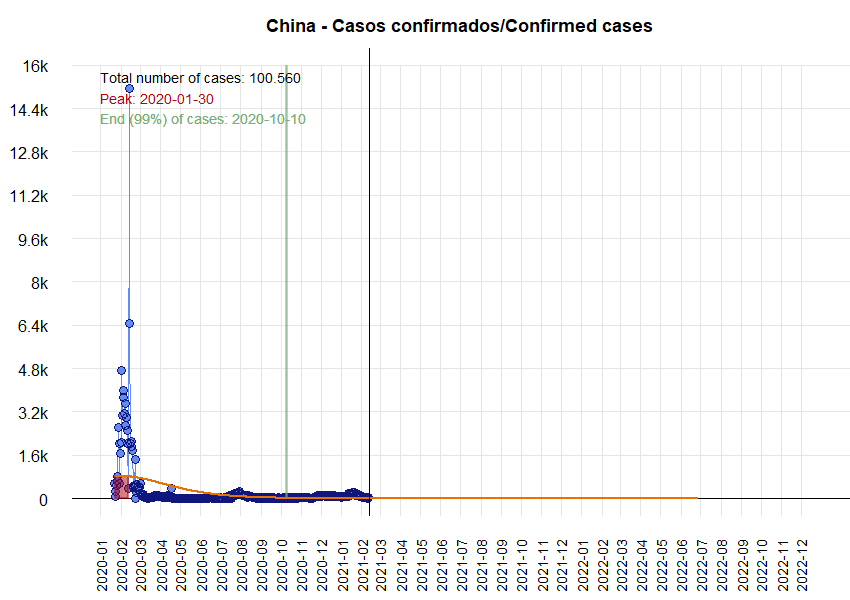 China - Casos confirmados/Confirmed cases
16k
Total number of cases: 100.560
Peak: 2020-01-30
14.4k
End (99%) of cases: 2020-10-10
12.8k
11.2k
9.6k
8k
6.4k
4.8k
3.2k
1.6k
0
2020-01
2020-02
2020-03
2020-04
2020-05
2020-06
2020-07
2020-08
2020-09
2020-10
2020-11
2020-12
2021-01
2021-02
2021-03
2021-04
2021-05
2021-06
2021-07
2021-08
2021-09
2021-10
2021-11
2021-12
2022-01
2022-02
2022-03
2022-04
2022-05
2022-06
2022-07
2022-08
2022-09
2022-10
2022-11
2022-12